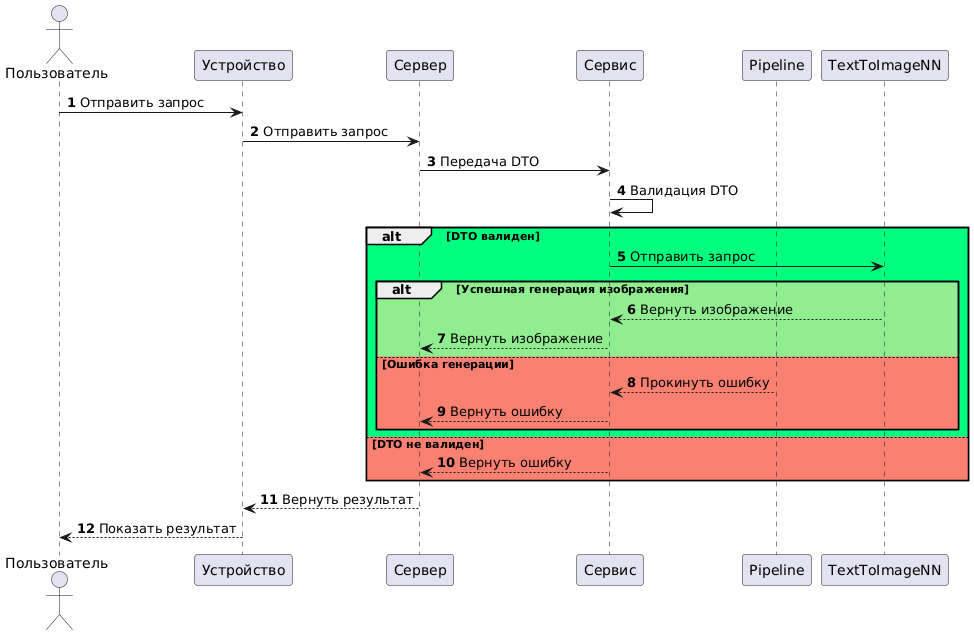 Пользователь
Устройство
Сервер
Сервис
Pipeline
TextToImageNN
1 Отправить запрос
2 Отправить запрос
3 Передача DTO
4 Валидация DTO
alt [DTO валиден]
5 Отправить запрос
alt [Успешная генерация изображения]
6 Вернуть изображение
7 Вернуть изображение
[Ошибка генерации]
8 Прокинуть ошибку
9 Вернуть ошибку
[DTO не валиден]
10 Вернуть ошибку
11 Вернуть результат
12 Показать результат
Пользователь
Устройство
Сервер
Сервис
Pipeline
TextToImageNN